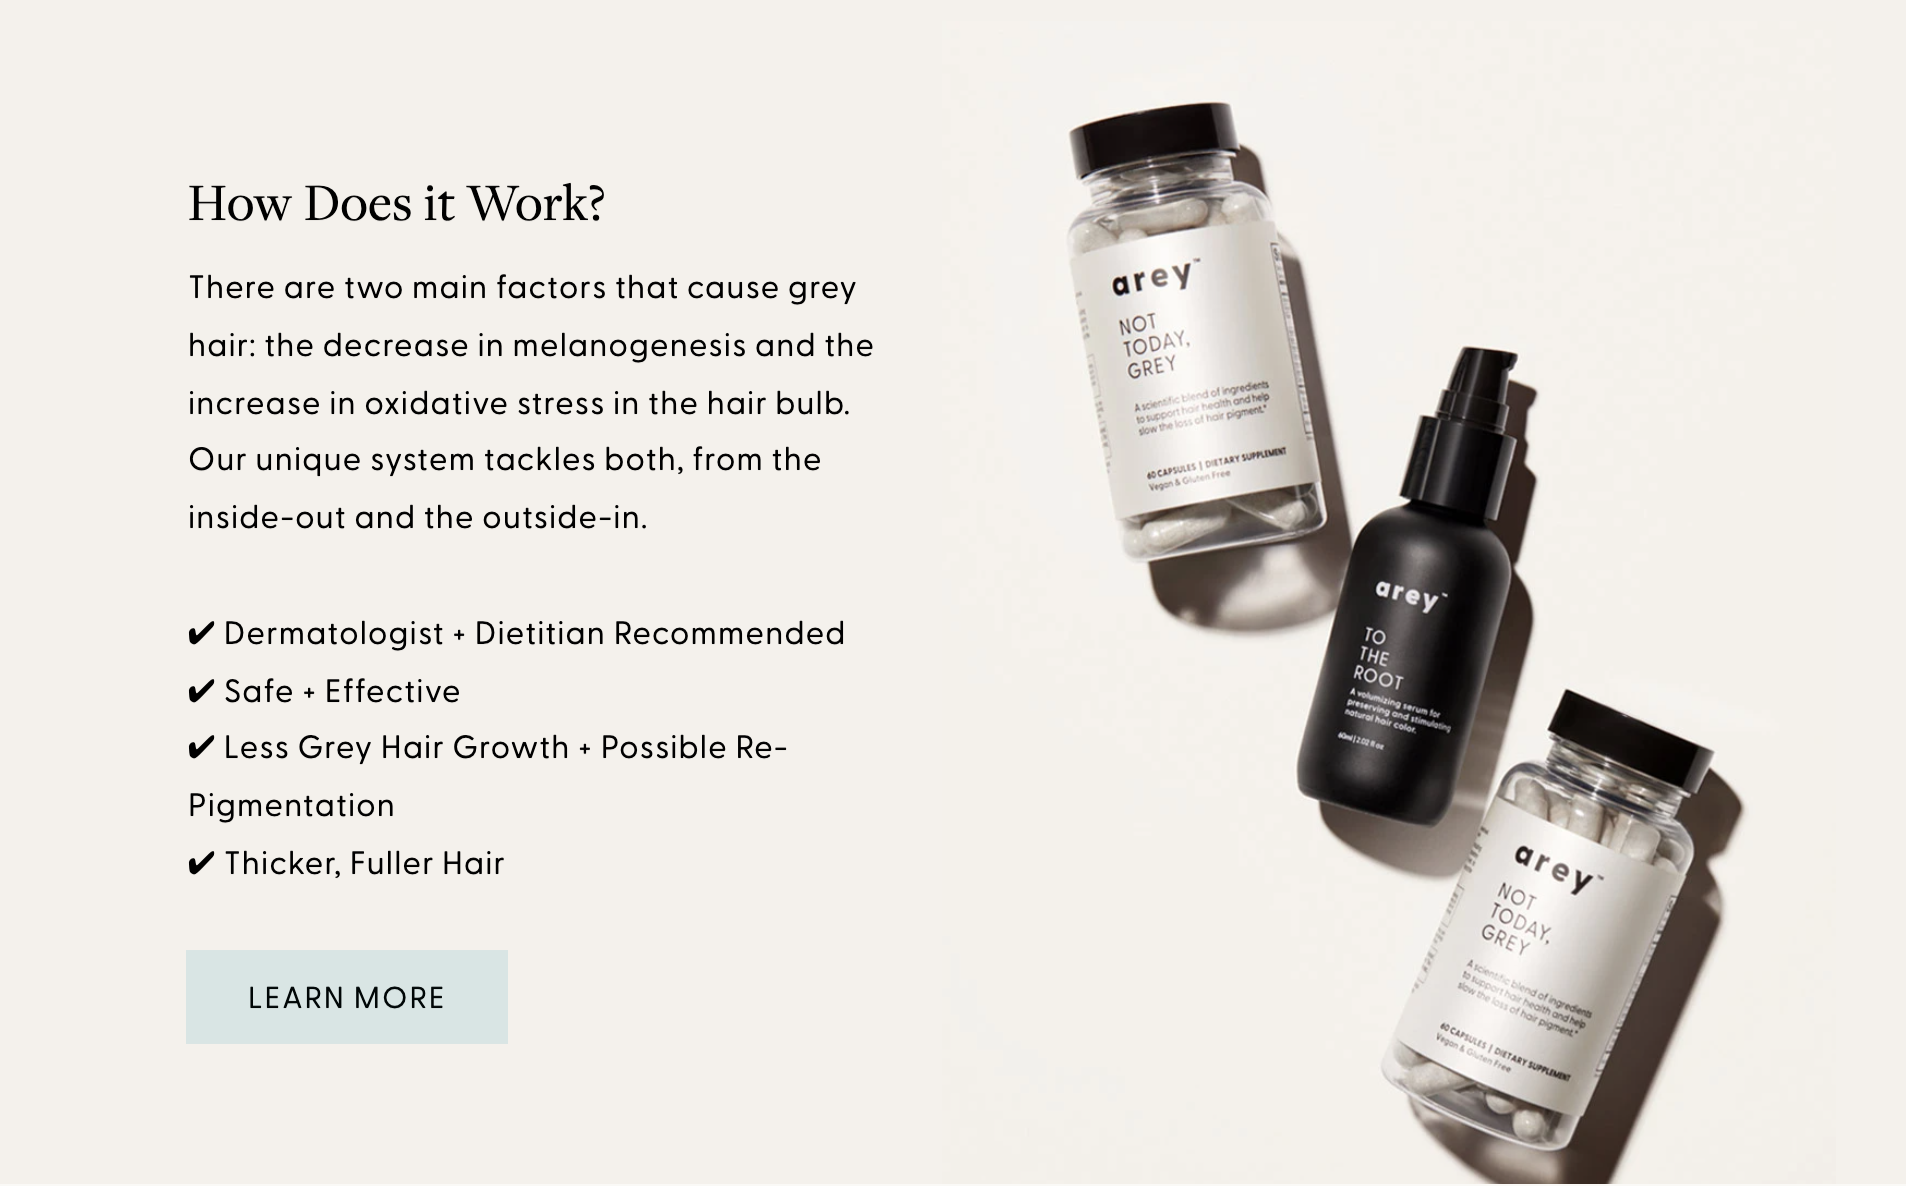 How Does it Work?
There are two main factors that cause grey
hair: the decrease in melanogenesis and the
increase in oxidative stress in the hair bulb.
Our unique system tackles both, from the
inside-out and the outside-in.
✔ Dermatologist + Dietitian Recommended
✔ Safe + Effective
✔ Less Grey Hair Growth + Possible Re-
Pigmentation
✔ Thicker, Fuller Hair
LEARN MORE
arey™
NOT
TODAY,
GREY
A scientific blend of ingredients
to support hair health and help
slow the loss of hair pigment.*
60 CAPSULES | DIETARY SUPPLEMENT
Vegan & Gluten Free
arey™
TO
THE
ROOT
A volumizing serum for
preserving and stimulating
natural hair color.
60ml | 2.02 fl oz
arey™
NOT
TODAY,
GREY
A scientific blend of ingredients
to support hair health and help
slow the loss of hair pigment.*
60 CAPSULES | DIETARY SUPPLEMENT
Vegan & Gluten Free